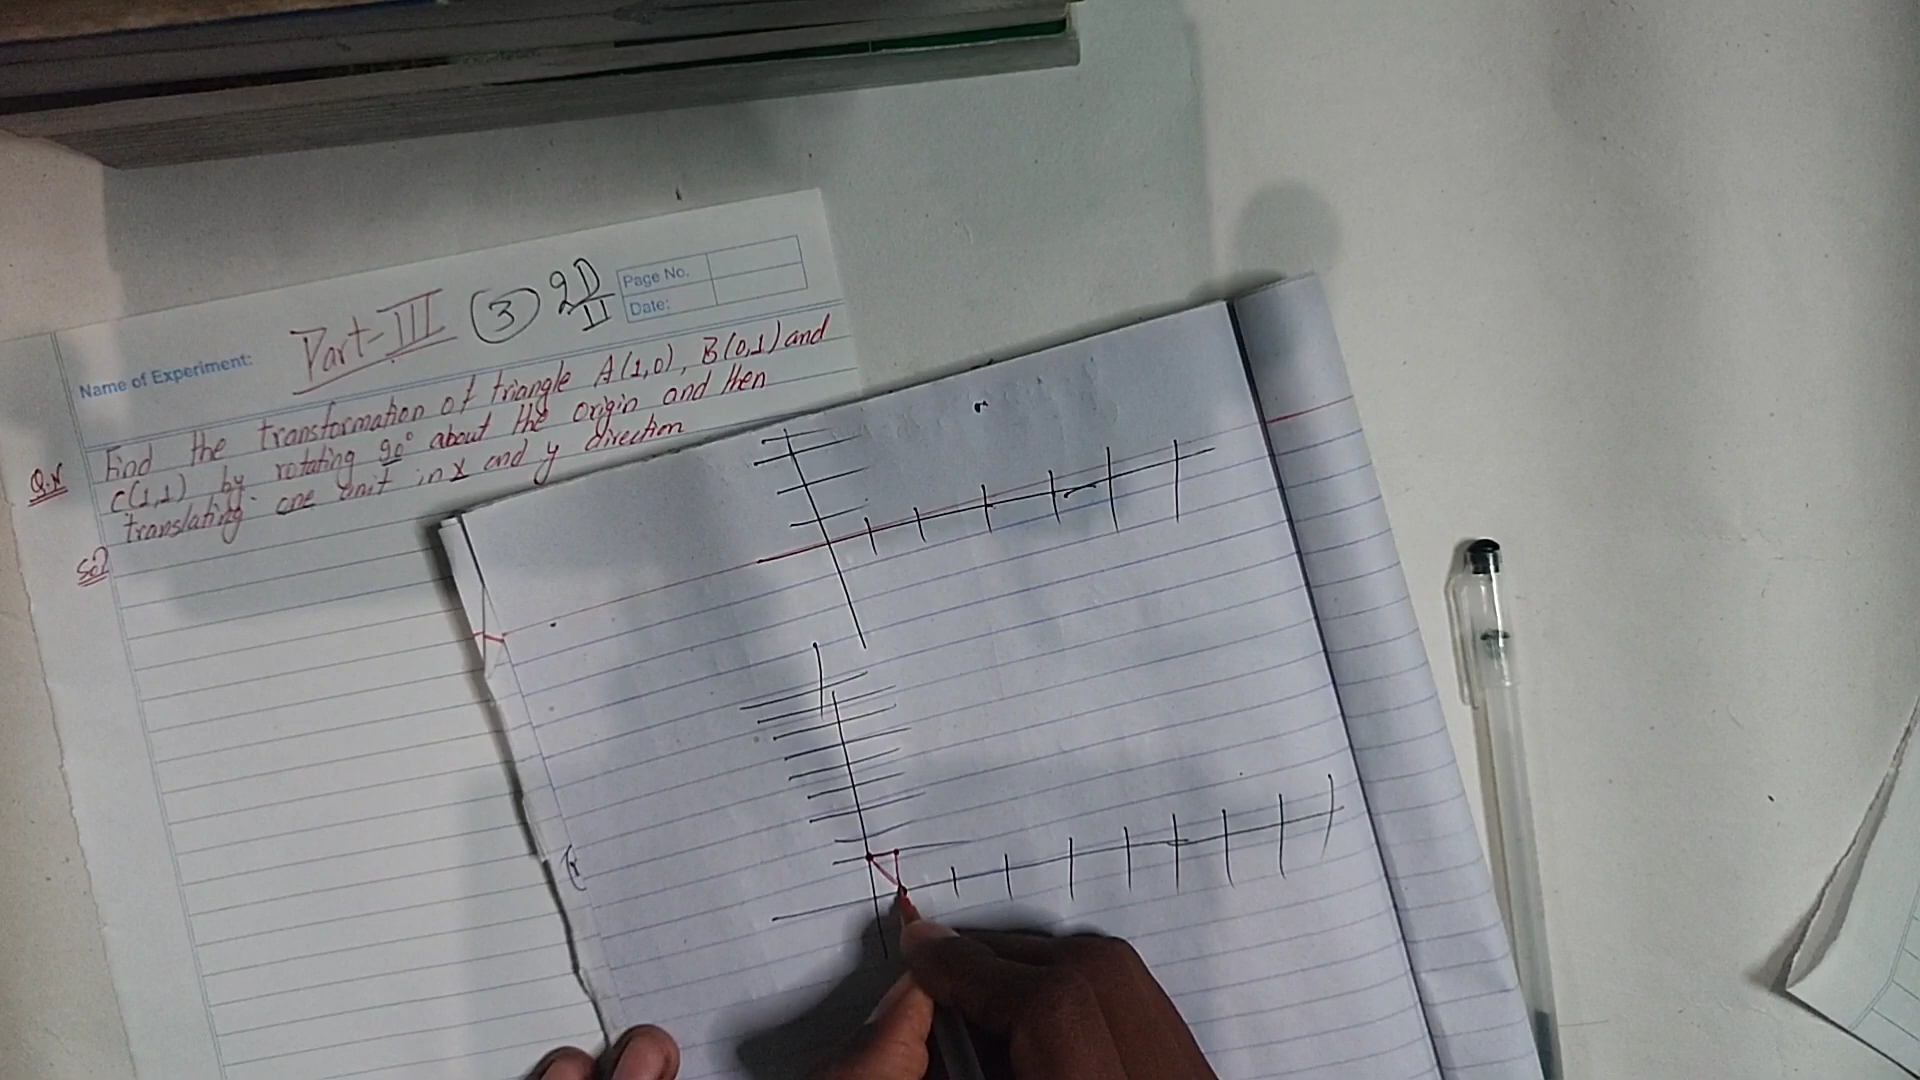 Part-III ③ 2D
II
Page No.
Date:
Name of Experiment:
Q.N Find the transformation of triangle A(1,0), B(0,1) and
C(1,1) by rotating 90° about the origin and then
translating one unit in x and y direction
Sol